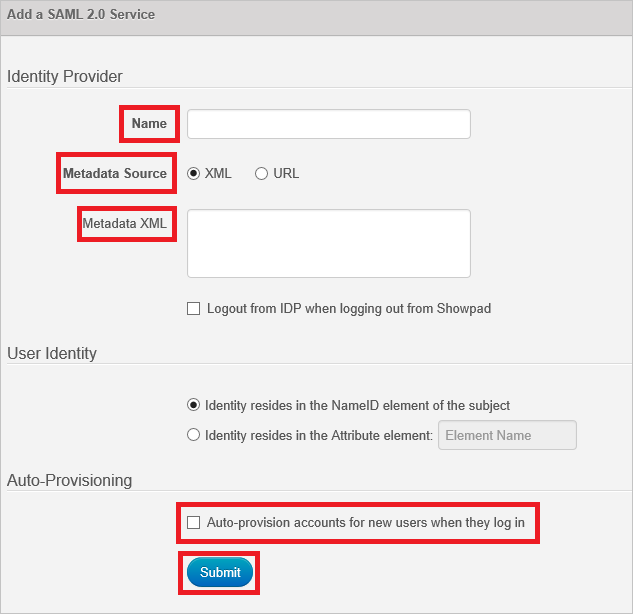 Add a SAML 2.0 Service
Identity Provider
Name
Metadata Source XML URL
Metadata XML
Logout from IDP when logging out from Showpad
User Identity
Identity resides in the NameID element of the subject
Identity resides in the Attribute element: Element Name
Auto-Provisioning
Auto-provision accounts for new users when they log in
Submit